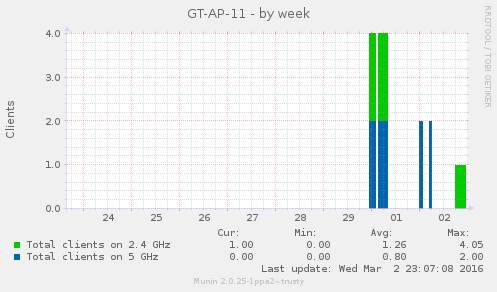 GT-AP-11 - by week
RRDTOOL / TOBI OETIKER
Clients
4.0
3.0
2.0
1.0
0.0
24 25 26 27 28 29 01 02
Cur: Min: Avg: Max:
Total clients on 2.4 GHz 1.00 0.00 1.26 4.05
Total clients on 5 GHz 0.00 0.00 0.80 2.00
Last update: Wed Mar 2 23:07:08 2016
Munin 2.0.25-1ppa2~trusty